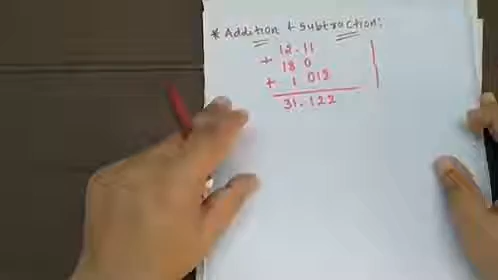 * Addition & Subtraction:
12.11
+ 18 0
+ 1 012
31.122